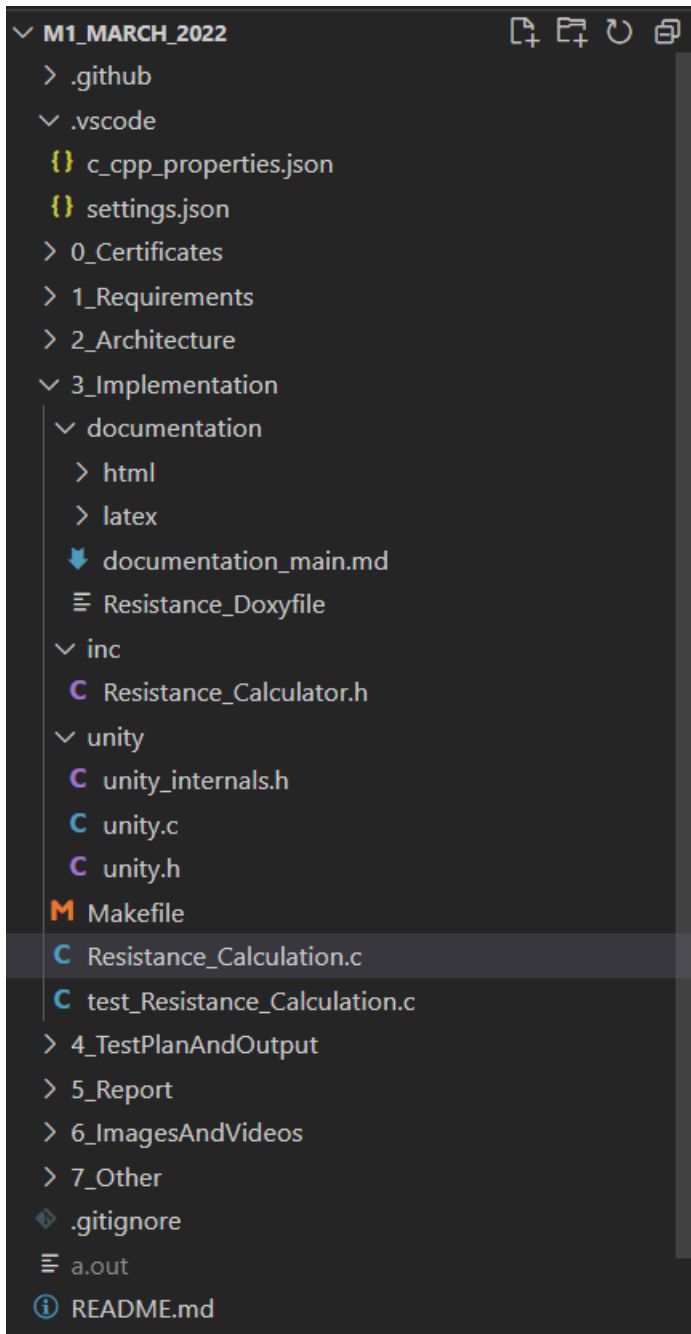 M1_MARCH_2022
.github
.vscode
{} c_cpp_properties.json
{} settings.json
0_Certificates
1_Requirements
2_Architecture
3_Implementation
documentation
html
latex
documentation_main.md
Resistance_Doxyfile
inc
C Resistance_Calculator.h
unity
C unity_internals.h
C unity.c
C unity.h
M Makefile
C Resistance_Calculation.c
C test_Resistance_Calculation.c
4_TestPlanAndOutput
5_Report
6_ImagesAndVideos
7_Other
.gitignore
a.out
README.md